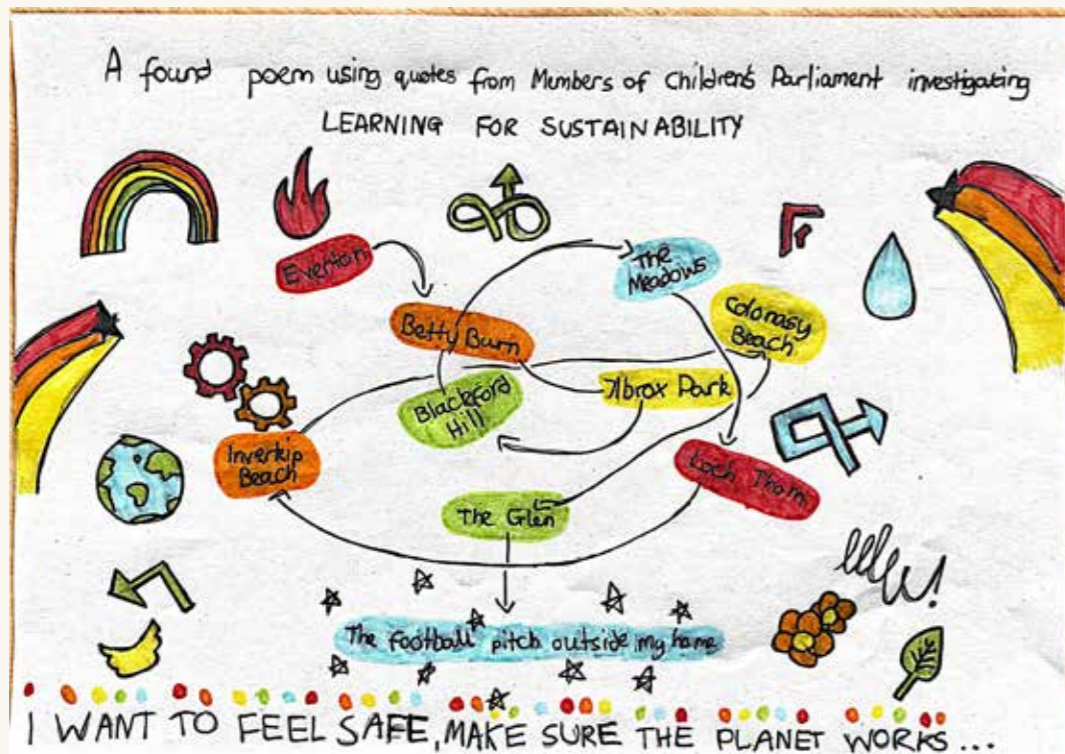 A found poem using quotes from Members of Children's Parliament investigating
LEARNING FOR SUSTAINABILITY
Everton
The
Meadows
Betty Burn
Colonasy
Beach
Blackford
Hill
Ibrox Park
Inverkip
Beach
Loch Thom
The Glen
The football pitch outside my home
I WANT TO FEEL SAFE, MAKE SURE THE PLANET WORKS...